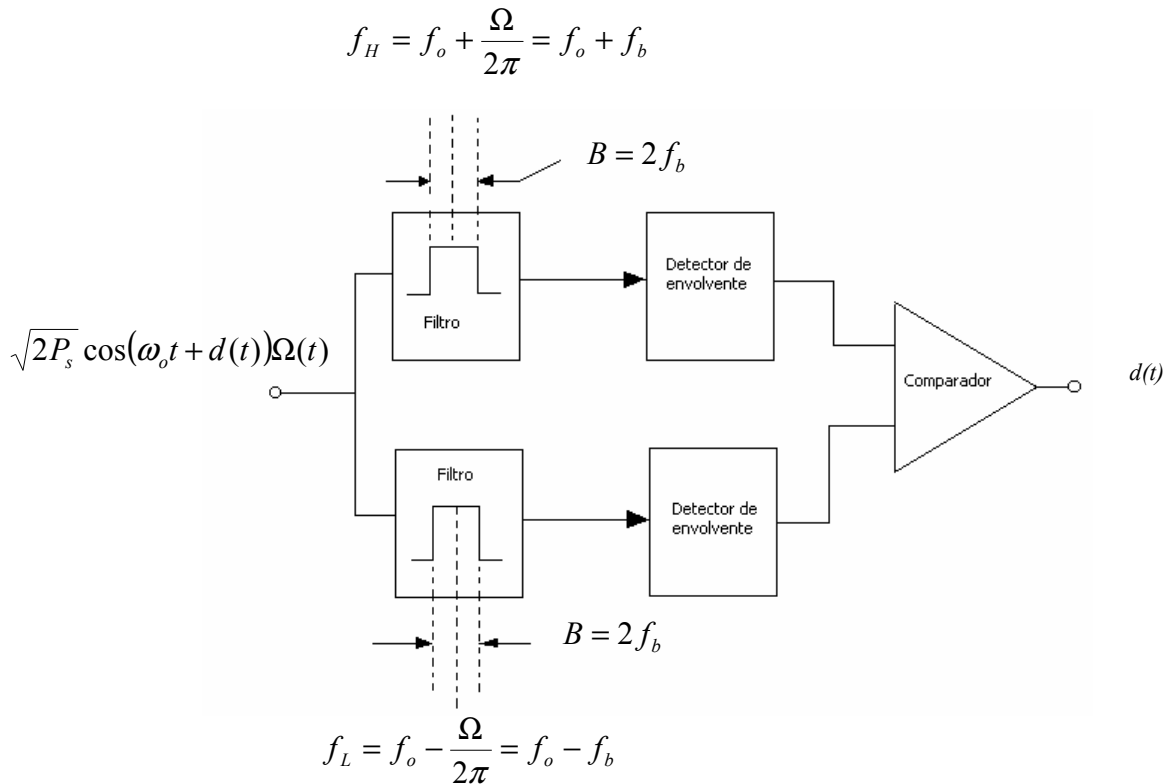 f_H = f_o + Ω/2π = f_o + f_b
B = 2f_b
Filtro
Detector de
envolvente
√2P_s cos(ω_o t + d(t))Ω(t)
Comparador
d(t)
Filtro
Detector de
envolvente
B = 2f_b
f_L = f_o − Ω/2π = f_o − f_b